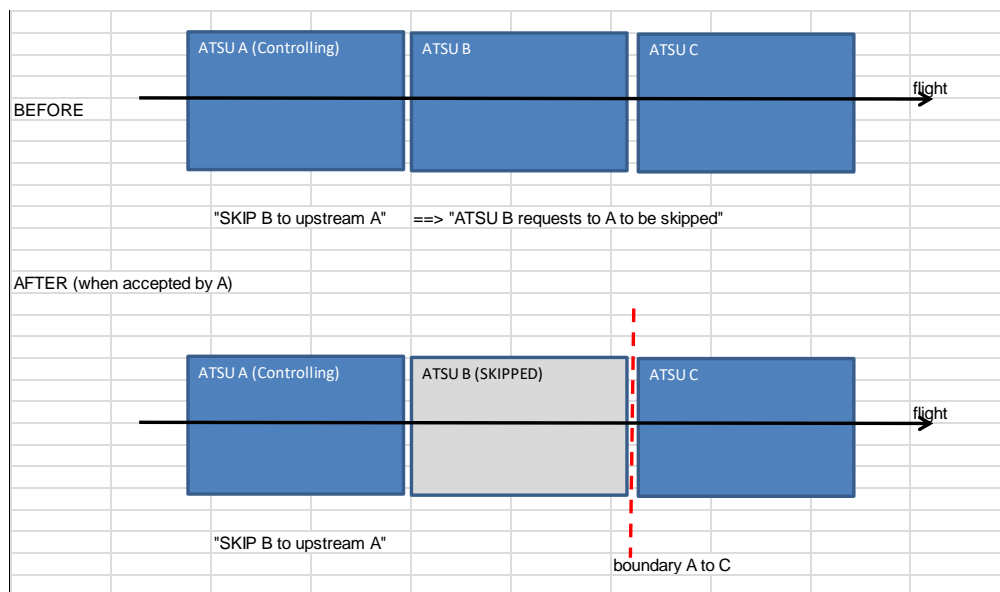 ATSU A (Controlling)
ATSU B
ATSU C
flight
BEFORE
"SKIP B to upstream A"
==> "ATSU B requests to A to be skipped"
AFTER (when accepted by A)
ATSU A (Controlling)
ATSU B (SKIPPED)
ATSU C
flight
"SKIP B to upstream A"
boundary A to C